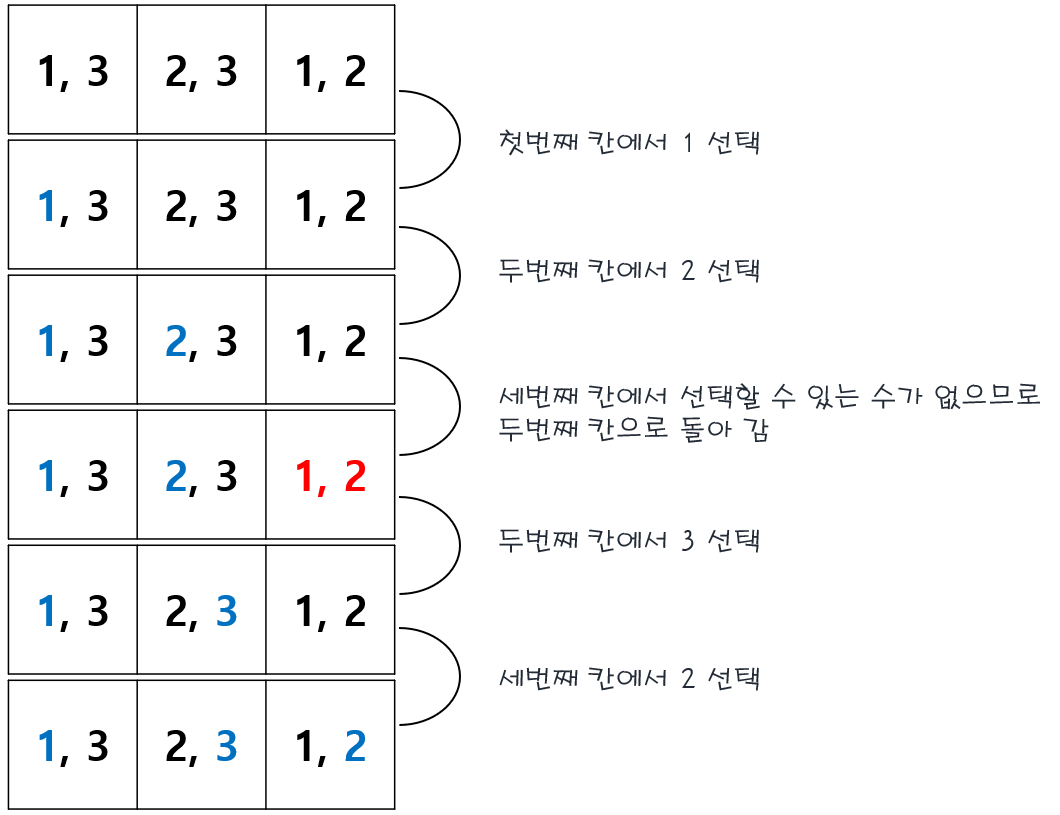 1, 3 2, 3 1, 2
첫번째 칸에서 1 선택
1, 3 2, 3 1, 2
두번째 칸에서 2 선택
1, 3 2, 3 1, 2
세번째 칸에서 선택할 수 있는 수가 없으므로
두번째 칸으로 돌아 감
1, 3 2, 3 1, 2
두번째 칸에서 3 선택
1, 3 2, 3 1, 2
세번째 칸에서 2 선택
1, 3 2, 3 1, 2